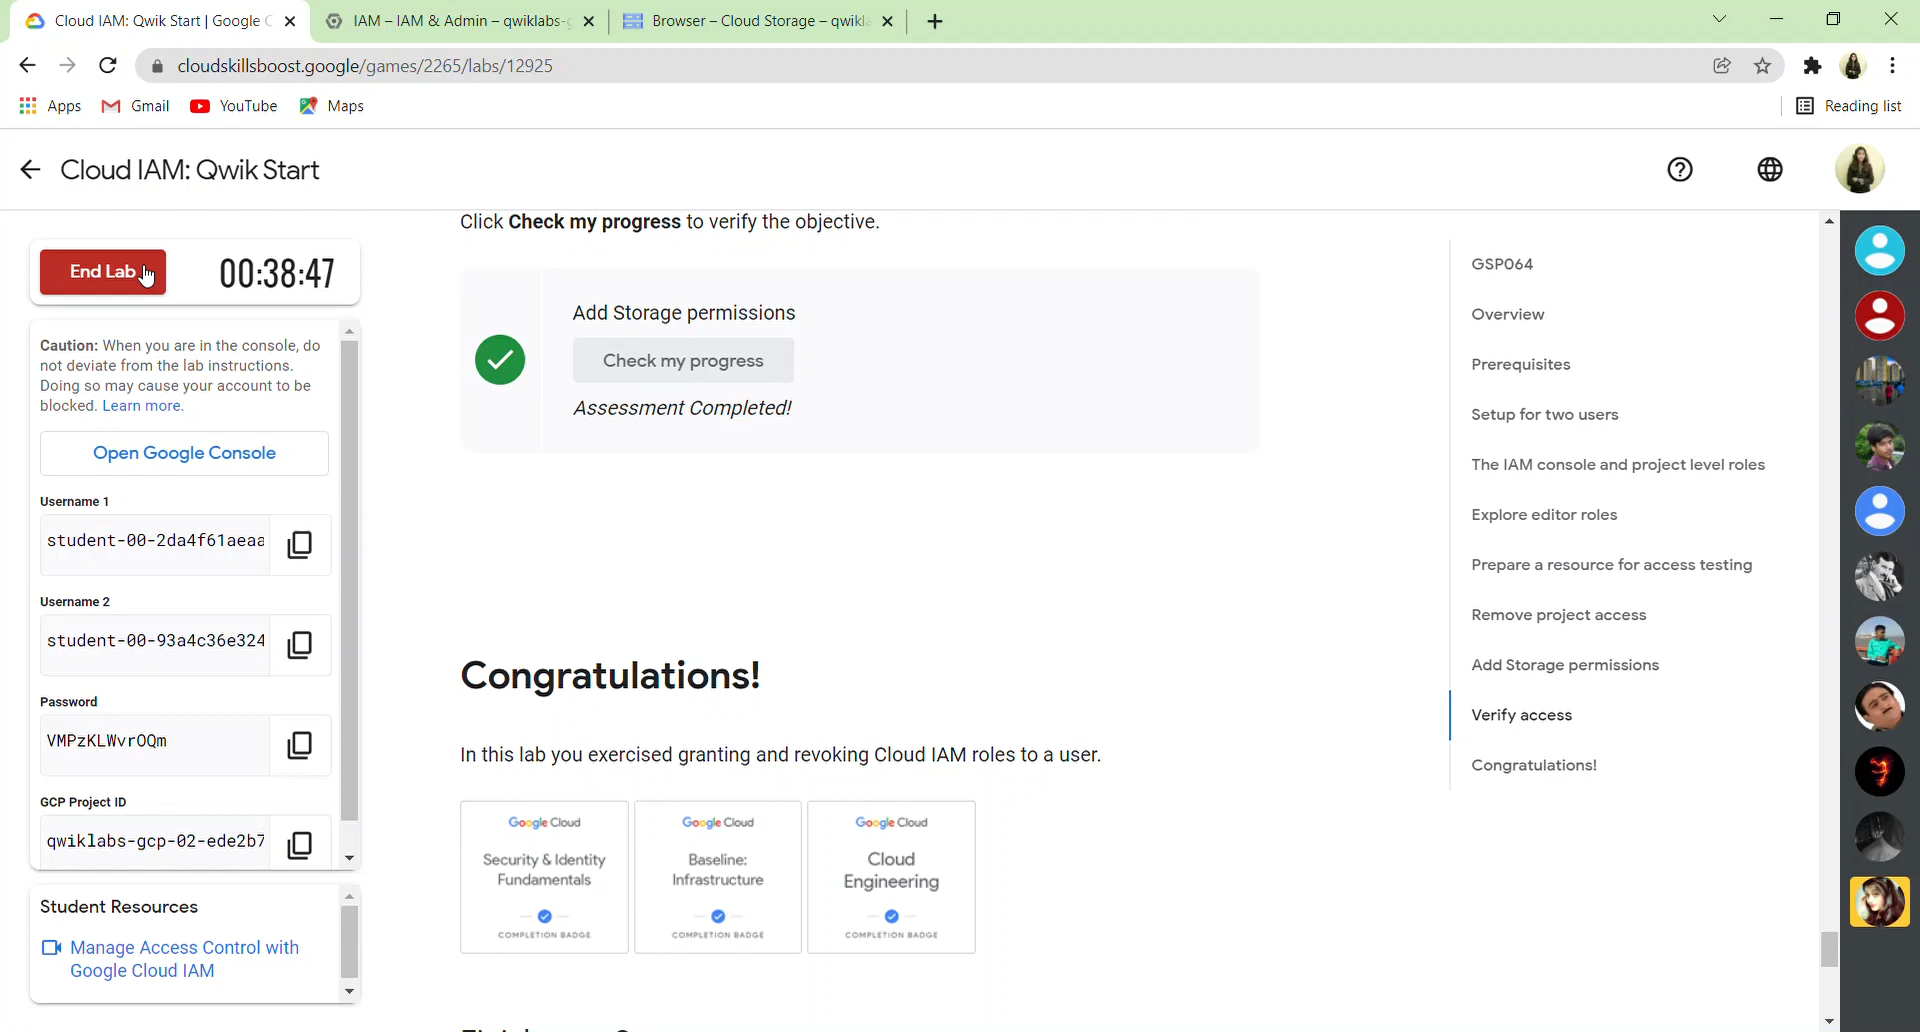 Cloud IAM: Qwik Start | Google C
IAM – IAM & Admin – qwiklabs-g
Browser – Cloud Storage – qwikla
cloudskillsboost.google/games/2265/labs/12925
Apps
Gmail
YouTube
Maps
Reading list
Cloud IAM: Qwik Start
End Lab
00:38:47
Caution: When you are in the console, do
not deviate from the lab instructions.
Doing so may cause your account to be
blocked. Learn more.
Open Google Console
Username 1
student-00-2da4f61aeaa
Username 2
student-00-93a4c36e324
Password
VMPzKLWvrOQm
GCP Project ID
qwiklabs-gcp-02-ede2b7
Student Resources
Manage Access Control with
Google Cloud IAM
Click Check my progress to verify the objective.
Add Storage permissions
Check my progress
Assessment Completed!
Congratulations!
In this lab you exercised granting and revoking Cloud IAM roles to a user.
Google Cloud
Security & Identity
Fundamentals
COMPLETION BADGE
Google Cloud
Baseline:
Infrastructure
COMPLETION BADGE
Google Cloud
Cloud
Engineering
COMPLETION BADGE
GSP064
Overview
Prerequisites
Setup for two users
The IAM console and project level roles
Explore editor roles
Prepare a resource for access testing
Remove project access
Add Storage permissions
Verify access
Congratulations!